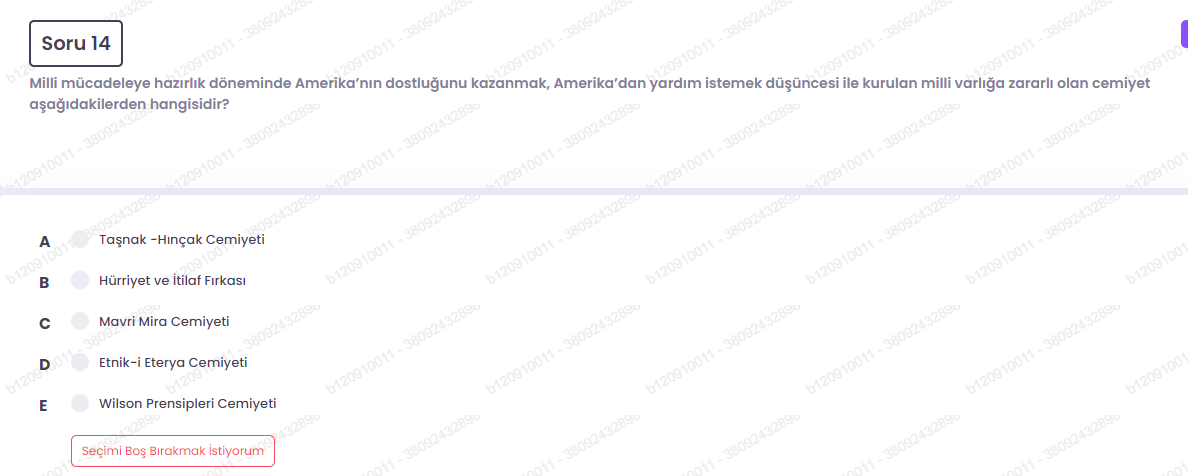 Soru 14
Milli mücadeleye hazırlık döneminde Amerika’nın dostluğunu kazanmak, Amerika’dan yardım istemek düşüncesi ile kurulan milli varlığa zararlı olan cemiyet
aşağıdakilerden hangisidir?
A Taşnak -Hınçak Cemiyeti
B Hürriyet ve İtilaf Fırkası
C Mavri Mira Cemiyeti
D Etnik-i Eterya Cemiyeti
E Wilson Prensipleri Cemiyeti
Seçimi Boş Bırakmak İstiyorum
b120910011 - 38092432898